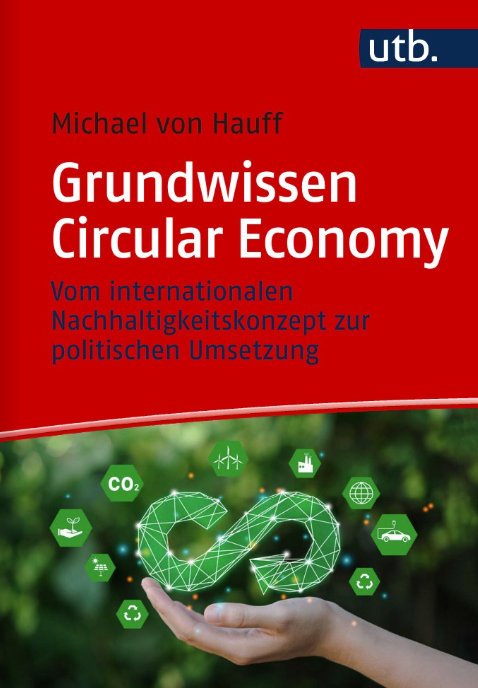 utb.
Michael von Hauff
Grundwissen
Circular Economy
Vom internationalen
Nachhaltigkeitskonzept zur
politischen Umsetzung
CO₂